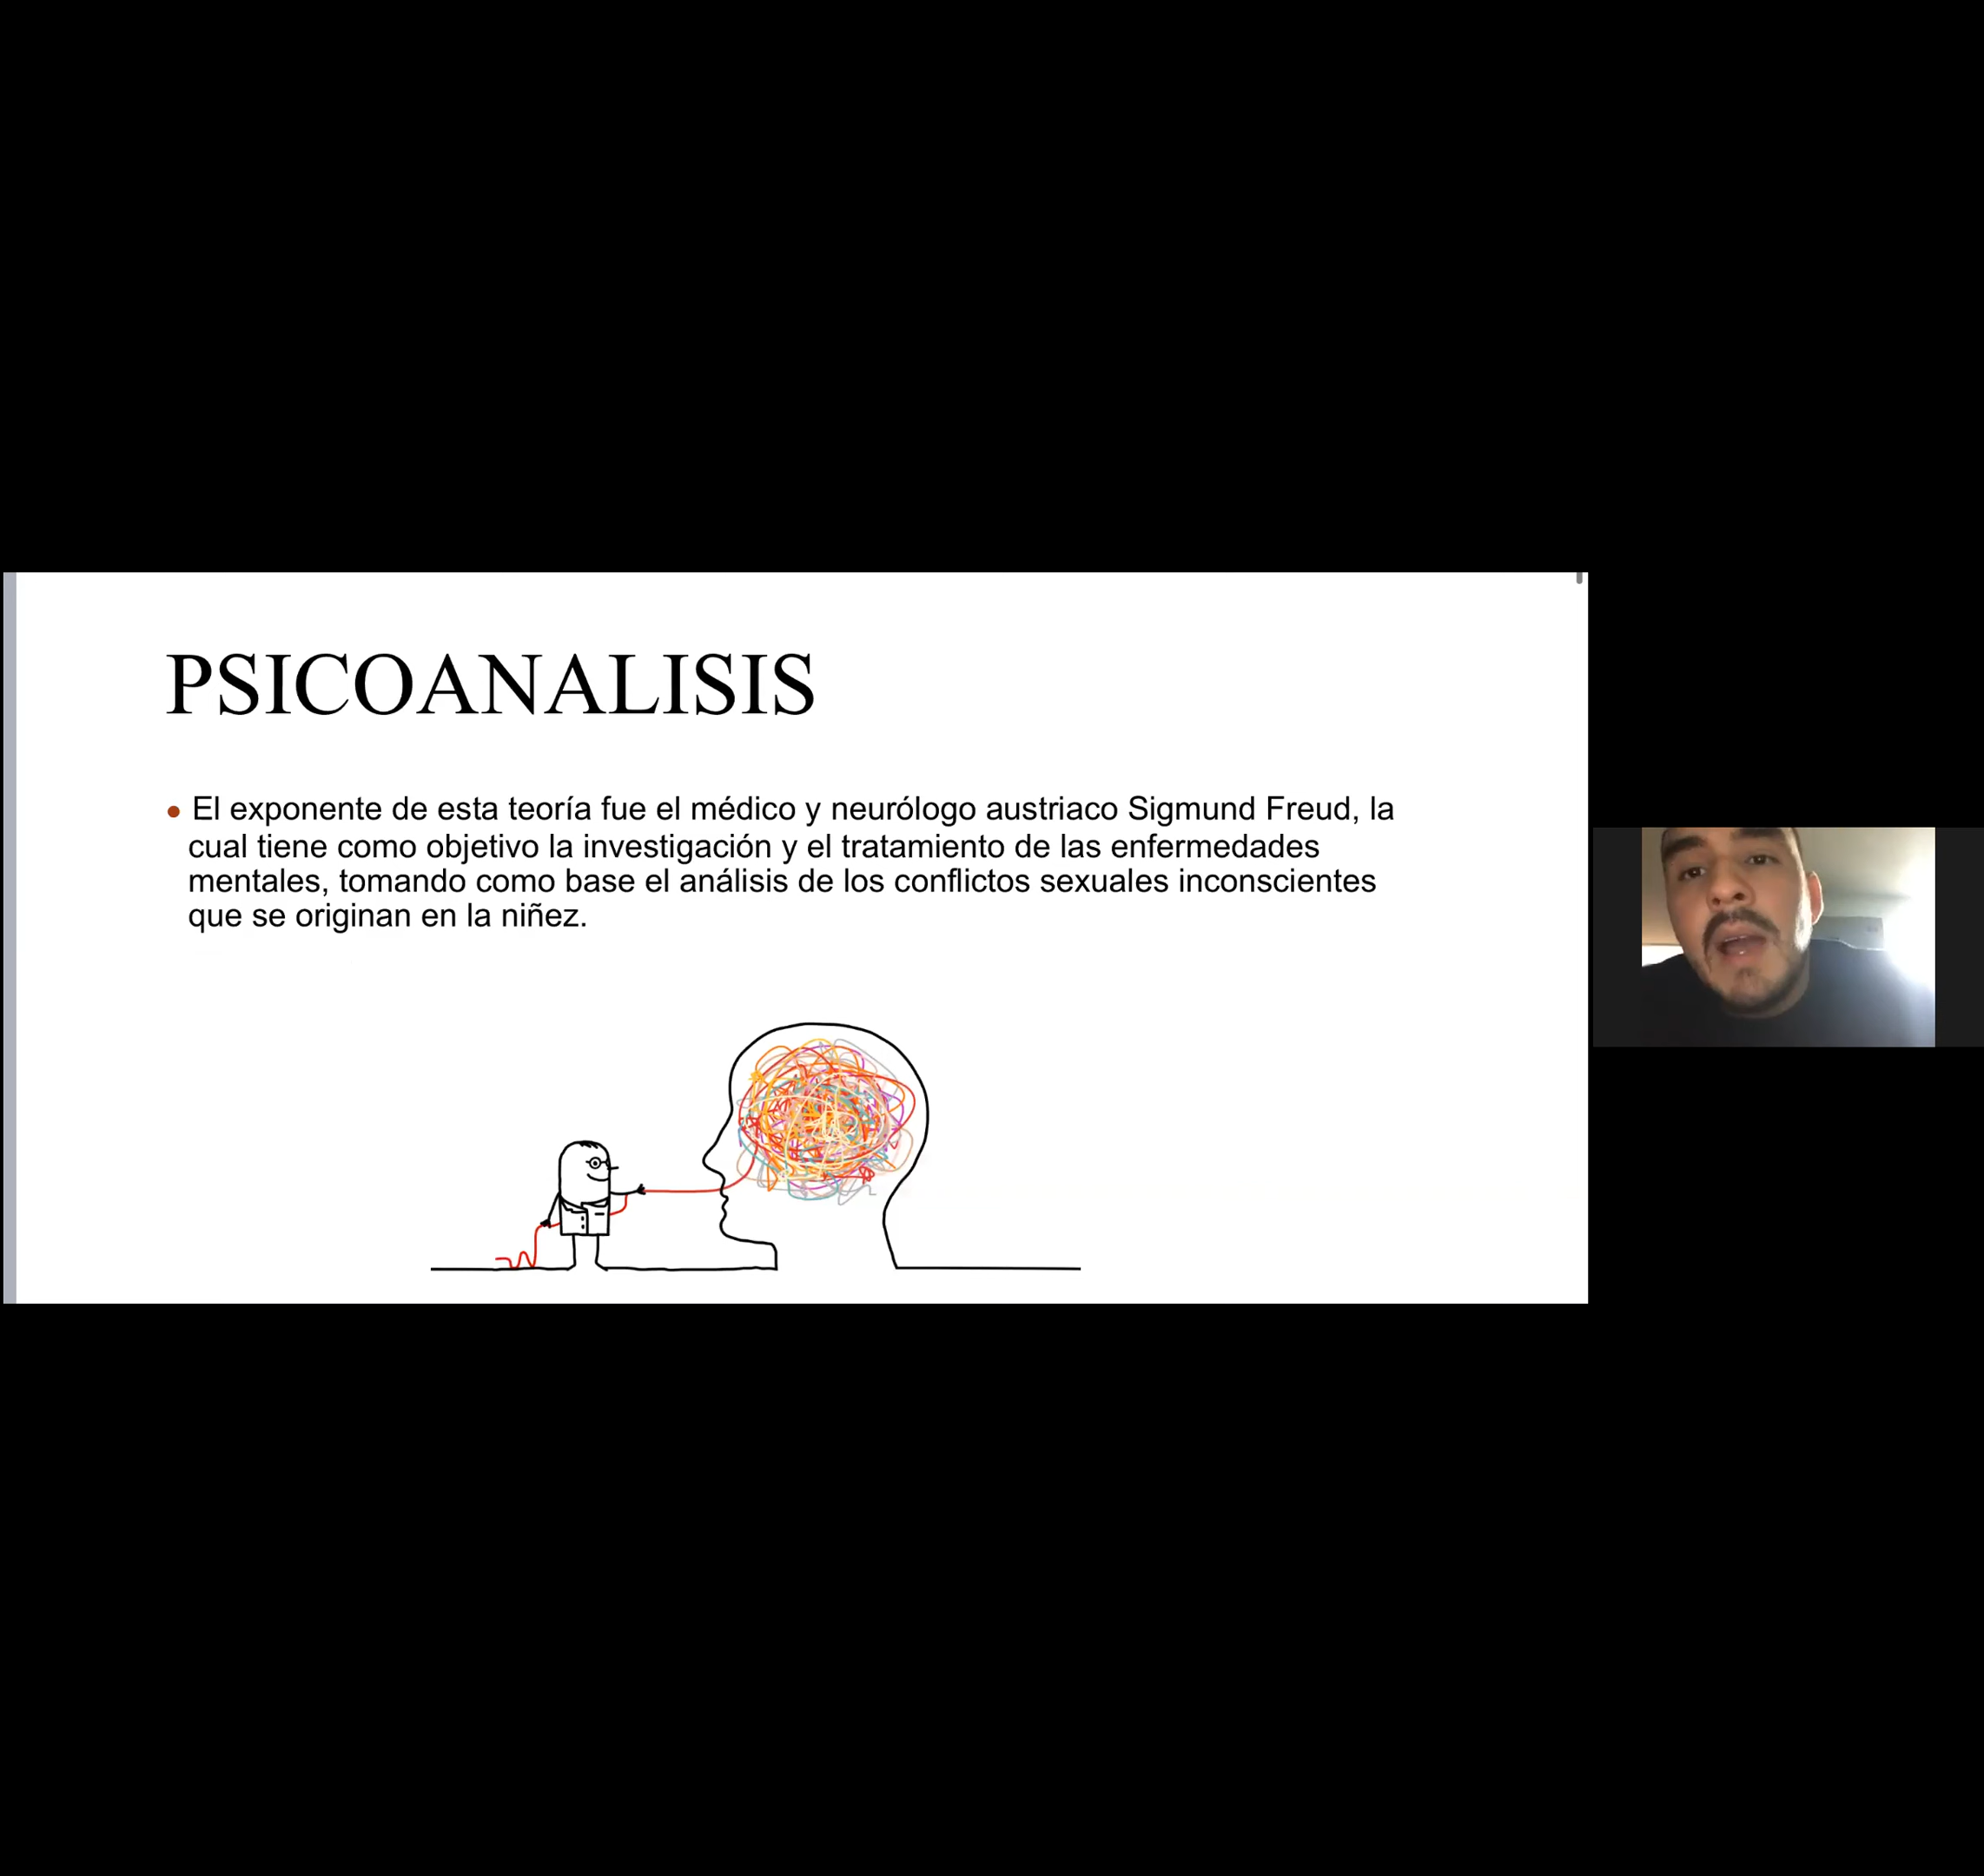 PSICOANALISIS
• El exponente de esta teoría fue el médico y neurólogo austriaco Sigmund Freud, la
cual tiene como objetivo la investigación y el tratamiento de las enfermedades
mentales, tomando como base el análisis de los conflictos sexuales inconscientes
que se originan en la niñez.